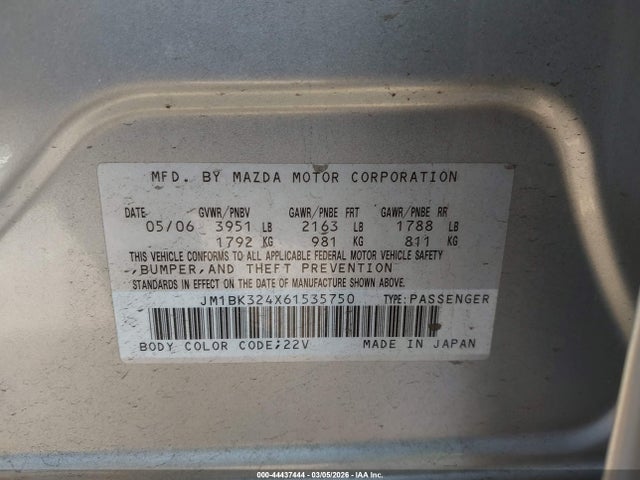 MFD. BY MAZDA MOTOR CORPORATION
DATE GVWR/PNBV GAWR/PNBE FRT GAWR/PNBE RR
05/06 3951 LB 2163 LB 1788 LB
1792 KG 981 KG 811 KG
THIS VEHICLE CONFORMS TO ALL APPLICABLE FEDERAL MOTOR VEHICLE SAFETY
,BUMPER,AND THEFT PREVENTION
STANDARDS IN EFFECT ON THE DATE OF MANUFACTURE SHOWN ABOVE.
JM1BK324X61535750 TYPE:PASSENGER
BODY COLOR CODE;22V MADE IN JAPAN
000-44437444 - 03/05/2026 - IAA Inc.